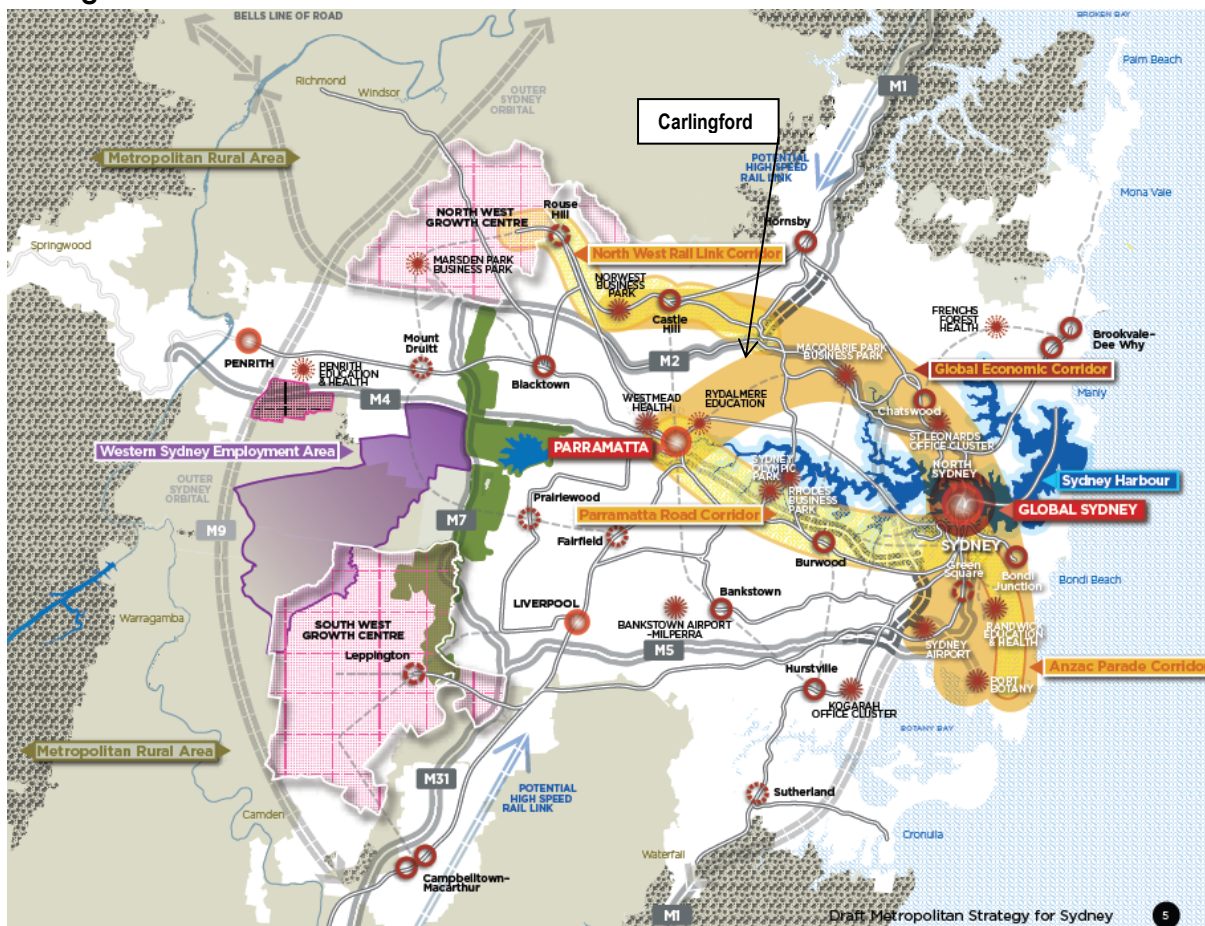 BELLS LINE OF ROAD
BROKEN BAY
Palm Beach
Richmond
Windsor
OUTER
SYDNEY
ORBITAL
M1
Carlingford
Metropolitan Rural Area
POTENTIAL
HIGH SPEED
RAIL LINK
Mona Vale
Rouse
Hill
NORTH WEST
GROWTH CENTRE
Hornsby
Springwood
North West Rail Link Corridor
MARSDEN PARK
BUSINESS PARK
NORWEST
BUSINESS
PARK
FRENCHS
FOREST
HEALTH
Castle
Hill
Brookvale–
Dee Why
PENRITH
Mount
Druitt
M2
MACQUARIE PARK
BUSINESS PARK
PENRITH
EDUCATION
& HEALTH
Blacktown
Global Economic Corridor
M4
WESTMEAD
HEALTH
RYDALMERE
EDUCATION
Chatswood
Manly
Western Sydney Employment Area
PARRAMATTA
ST LEONARDS
OFFICE CLUSTER
SYDNEY
OLYMPIC
PARK
NORTH
SYDNEY
Sydney Harbour
OUTER
SYDNEY
ORBITAL
Prairiewood
RHODES
BUSINESS
PARK
GLOBAL SYDNEY
M9
M7
Parramatta Road Corridor
Fairfield
Burwood
SYDNEY
Green
Square
Bondi
Junction
Bondi Beach
Warragamba
LIVERPOOL
Bankstown
SOUTH WEST
GROWTH CENTRE
BANKSTOWN AIRPORT
–MILPERRA
RANDWICK
EDUCATION
& HEALTH
Leppington
M5
SYDNEY
AIRPORT
Hurstville
Anzac Parade Corridor
KOGARAH
OFFICE CLUSTER
PORT
BOTANY
BOTANY BAY
Metropolitan Rural Area
M31
POTENTIAL
HIGH SPEED
RAIL LINK
Sutherland
Camden
Cronulla
Waterfall
Campbelltown–
Macarthur
M1
Draft Metropolitan Strategy for Sydney 5